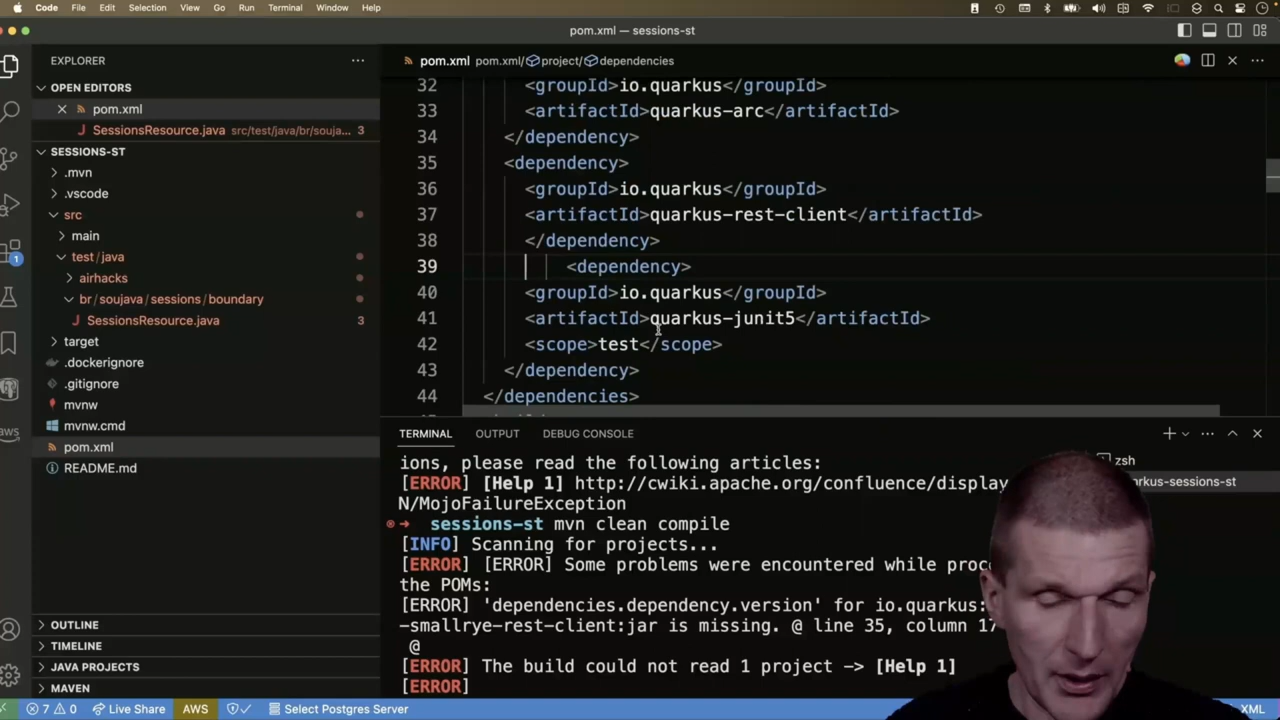 Code File Edit Selection View Go Run Terminal Window Help
pom.xml — sessions-st
EXPLORER
OPEN EDITORS
pom.xml
SessionsResource.java src/test/java/br/souja... 3
SESSIONS-ST
.mvn
.vscode
src
main
test/java
airhacks
br/soujava/sessions/boundary
SessionsResource.java 3
target
.dockerignore
.gitignore
mvnw
mvnw.cmd
pom.xml
README.md
OUTLINE
TIMELINE
JAVA PROJECTS
MAVEN
1
aws
pom.xml pom.xml/project/dependencies
32 <groupId>io.quarkus</groupId>
33 <artifactId>quarkus-arc</artifactId>
34 </dependency>
35 <dependency>
36 <groupId>io.quarkus</groupId>
37 <artifactId>quarkus-rest-client</artifactId>
38 </dependency>
39 <dependency>
40 <groupId>io.quarkus</groupId>
41 <artifactId>quarkus-junit5</artifactId>
42 <scope>test</scope>
43 </dependency>
44 </dependencies>
TERMINAL OUTPUT DEBUG CONSOLE
zsh
arkus-sessions-st
ions, please read the following articles:
[ERROR] [Help 1] http://cwiki.apache.org/confluence/display
N/MojoFailureException
sessions-st mvn clean compile
[INFO] Scanning for projects...
[ERROR] [ERROR] Some problems were encountered while proc
the POMs:
[ERROR] 'dependencies.dependency.version' for io.quarkus:
-smallrye-rest-client:jar is missing. @ line 35, column 17
@
[ERROR] The build could not read 1 project -> [Help 1]
[ERROR]
7 0 Live Share AWS Select Postgres Server XML